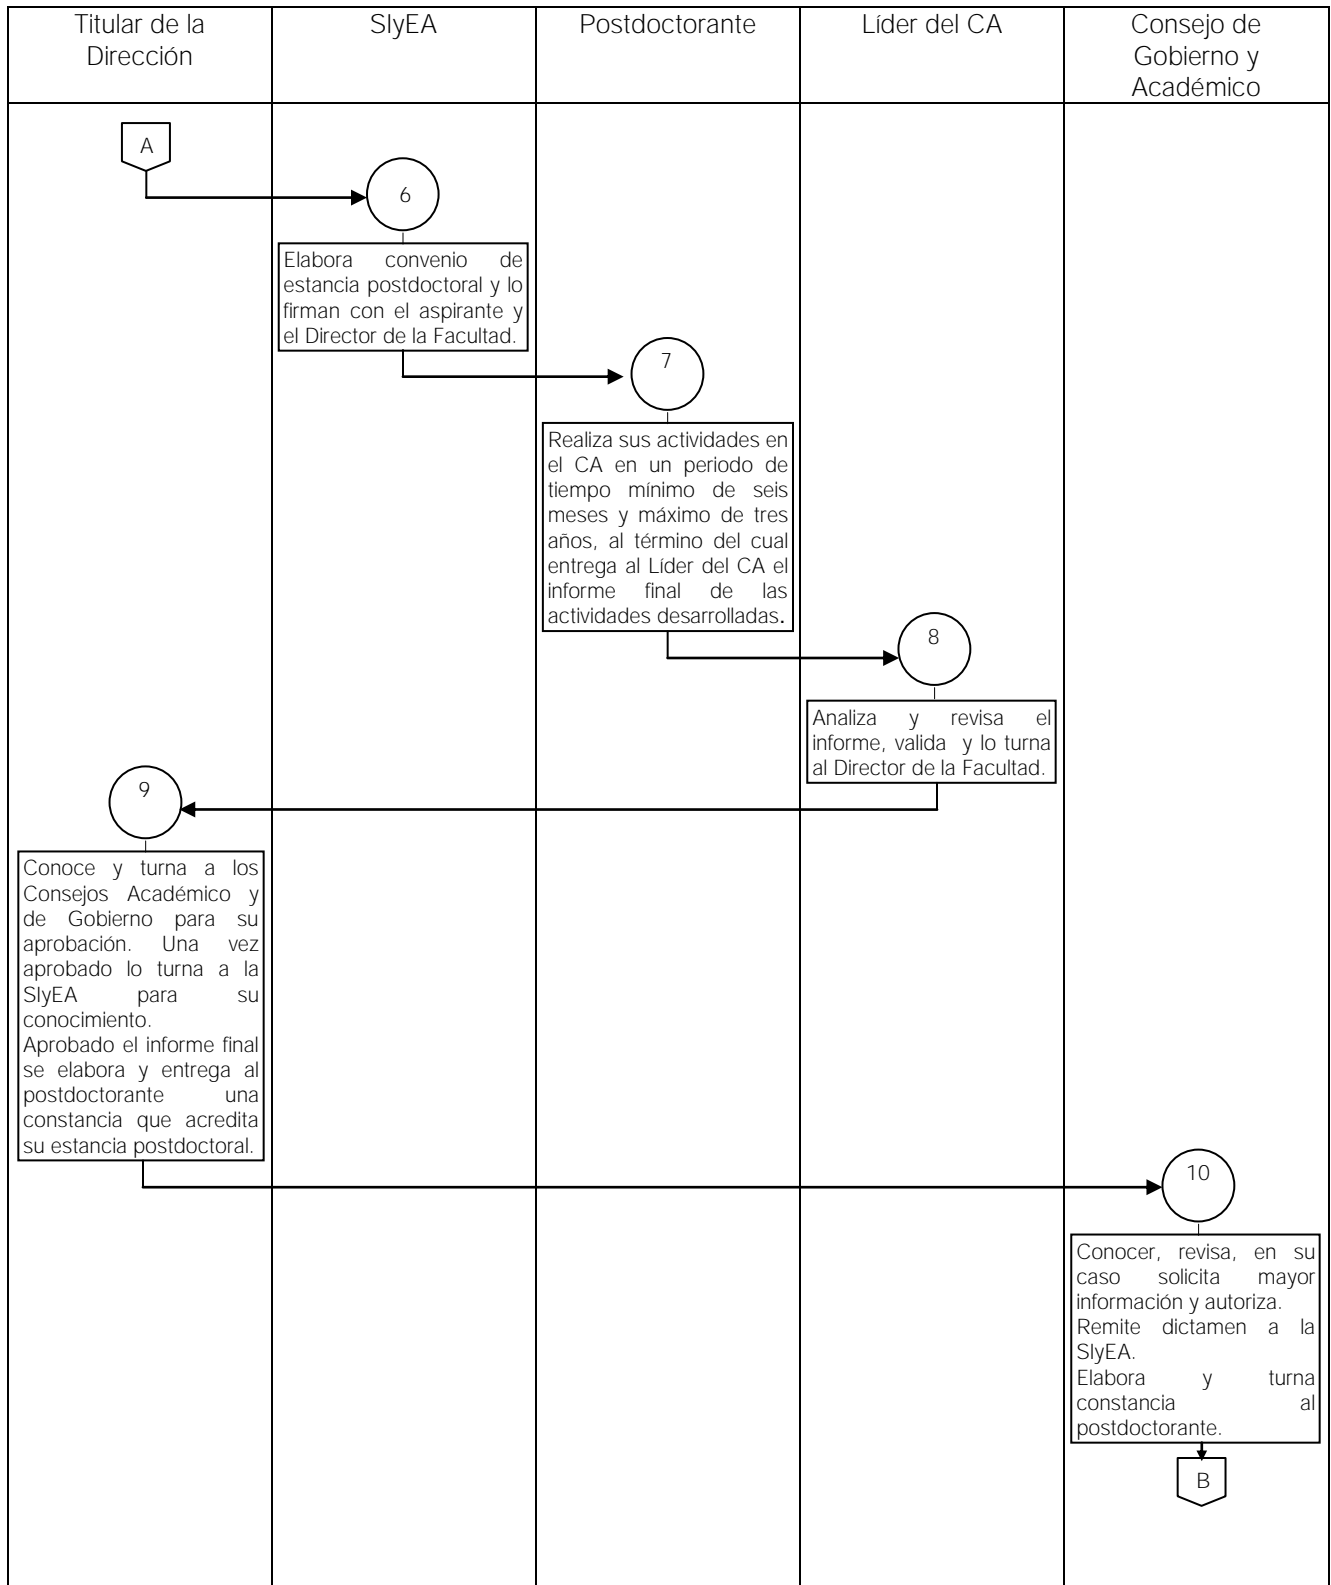 Titular de la
Dirección
SIyEA
Postdoctorante
Líder del CA
Consejo de
Gobierno y
Académico
A
6
Elabora convenio de
estancia postdoctoral y lo
firman con el aspirante y
el Director de la Facultad.
7
Realiza sus actividades en
el CA en un periodo de
tiempo mínimo de seis
meses y máximo de tres
años, al término del cual
entrega al Líder del CA el
informe final de las
actividades desarrolladas.
8
Analiza y revisa el
informe, valida y lo turna
al Director de la Facultad.
9
Conoce y turna a los
Consejos Académico y
de Gobierno para su
aprobación. Una vez
aprobado lo turna a la
SIyEA para su
conocimiento.
Aprobado el informe final
se elabora y entrega al
postdoctorante una
constancia que acredita
su estancia postdoctoral.
10
Conocer, revisa, en su
caso solicita mayor
información y autoriza.
Remite dictamen a la
SIyEA.
Elabora y turna
constancia al
postdoctorante.
B